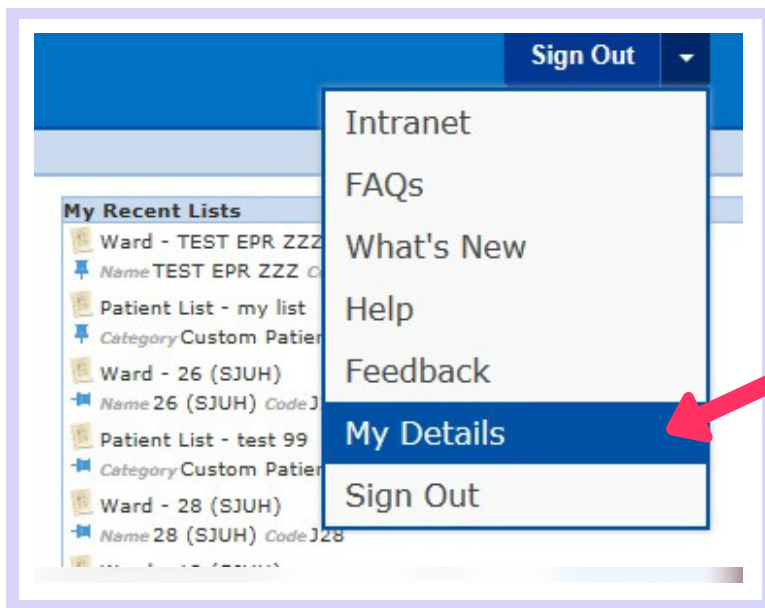 Sign Out
Intranet
FAQs
What's New
Help
Feedback
My Details
Sign Out
My Recent Lists
Ward - TEST EPR ZZZ
Name TEST EPR ZZZ
Patient List - my list
Category Custom
Ward - 26 (SJUH)
Name 26 (SJUH) Code
Patient List - test 99
Category Custom
Ward - 28 (SJUH)
Name 28 (SJUH) Code J28